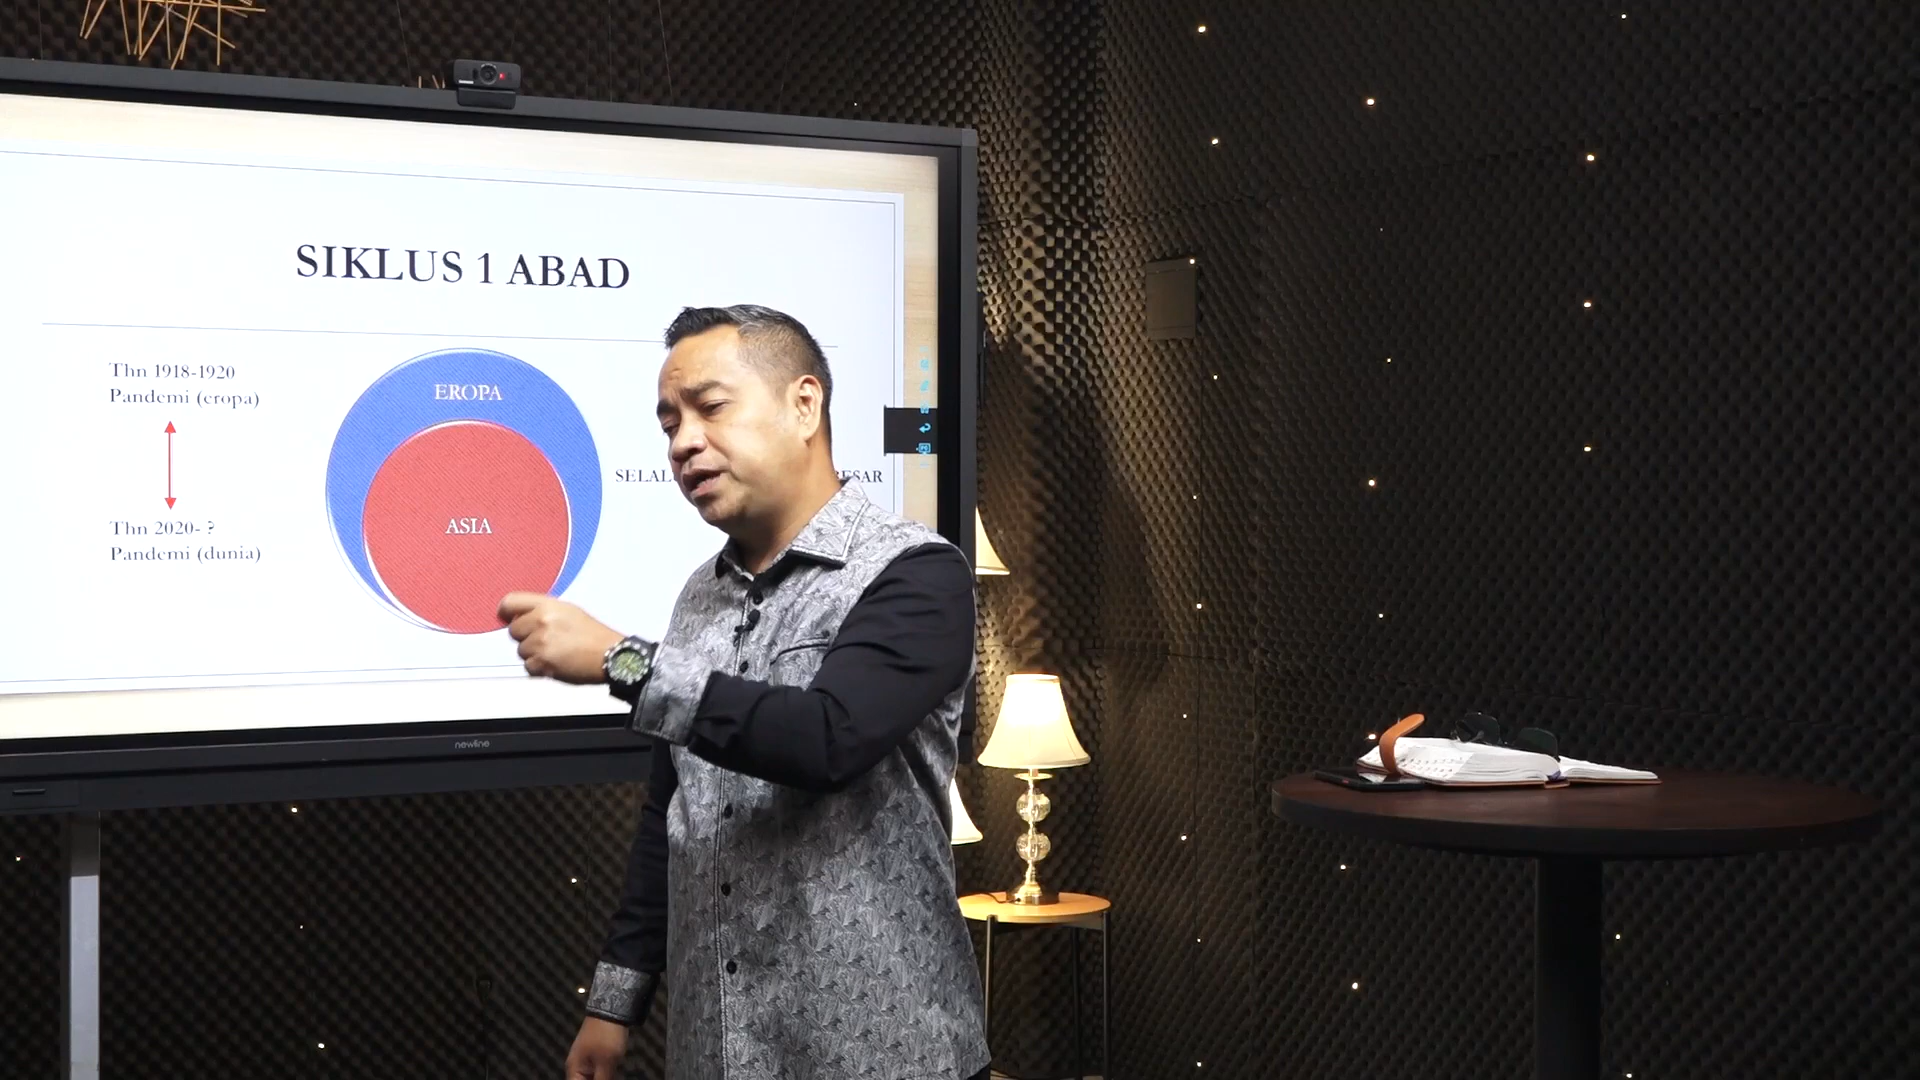 SIKLUS 1 ABAD
Thn 1918-1920
Pandemi (eropa)
Thn 2020- ?
Pandemi (dunia)
EROPA
ASIA
newline